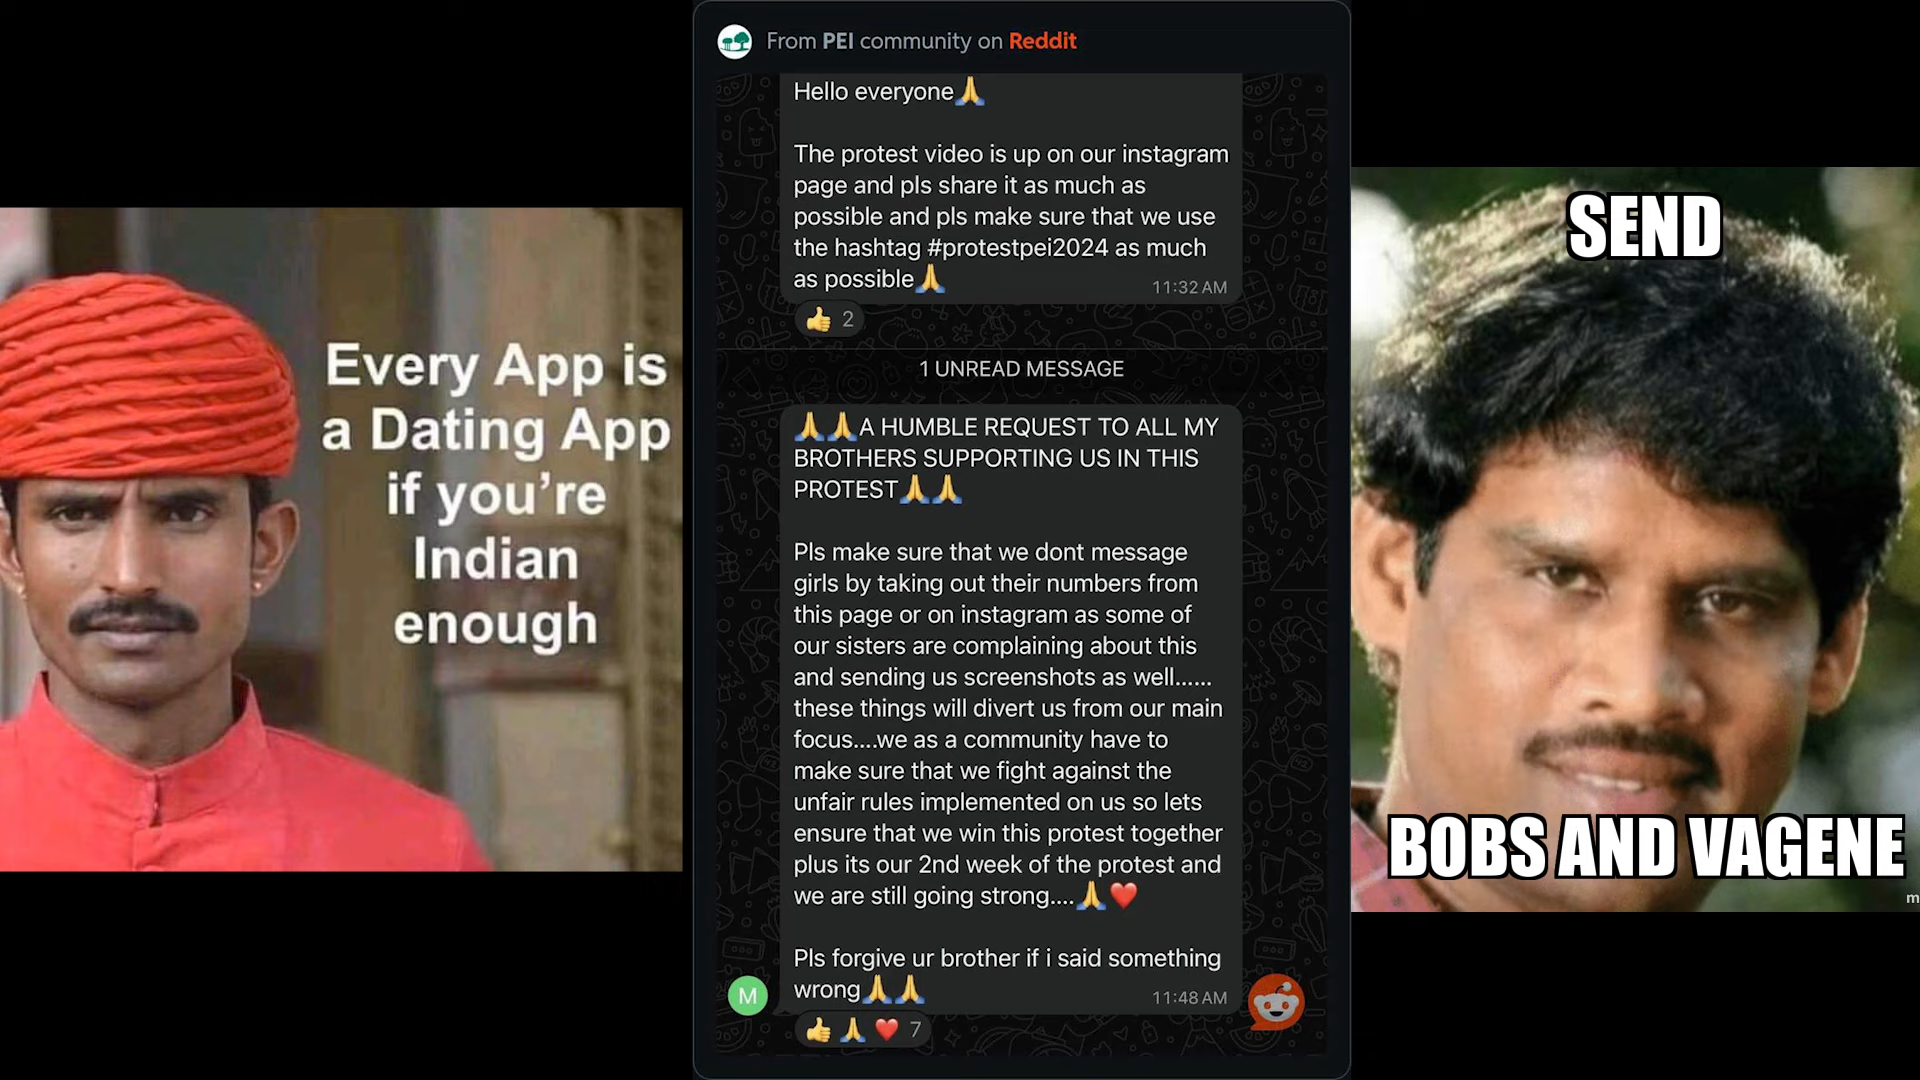 Every App is
a Dating App
if you're
Indian
enough
From PEI community on Reddit
Hello everyone🙏
The protest video is up on our instagram
page and pls share it as much as
possible and pls make sure that we use
the hashtag #protestpei2024 as much
as possible🙏
11:32 AM
👍 2
1 UNREAD MESSAGE
🙏🙏A HUMBLE REQUEST TO ALL MY
BROTHERS SUPPORTING US IN THIS
PROTEST🙏🙏
Pls make sure that we dont message
girls by taking out their numbers from
this page or on instagram as some of
our sisters are complaining about this
and sending us screenshots as well......
these things will divert us from our main
focus....we as a community have to
make sure that we fight against the
unfair rules implemented on us so lets
ensure that we win this protest together
plus its our 2nd week of the protest and
we are still going strong....🙏❤️
Pls forgive ur brother if i said something
wrong🙏🙏
11:48 AM
M
👍🙏❤️ 7
SEND
BOBS AND VAGENE
m